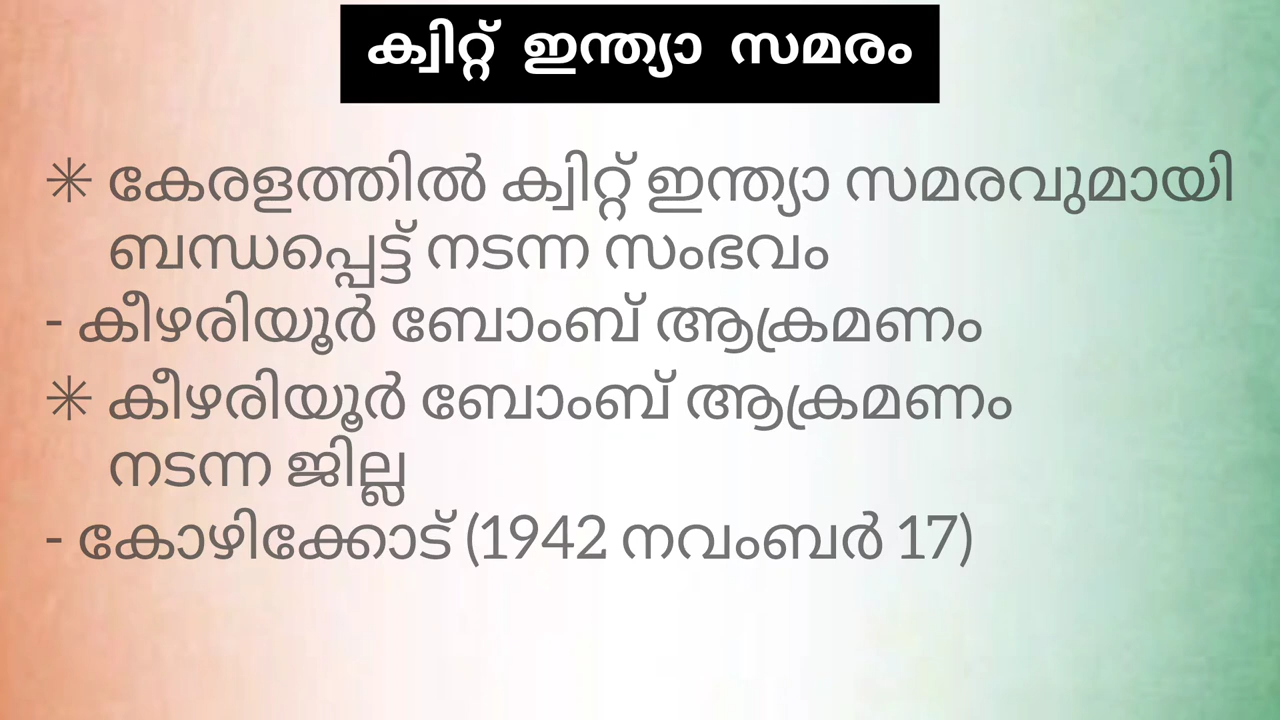 ക്വിറ്റ് ഇന്ത്യാ സമരം
✳ കേരളത്തിൽ ക്വിറ്റ് ഇന്ത്യാ സമരവുമായി
ബന്ധപ്പെട്ട് നടന്ന സംഭവം
- കീഴരിയൂർ ബോംബ് ആക്രമണം
✳ കീഴരിയൂർ ബോംബ് ആക്രമണം
നടന്ന ജില്ല
- കോഴിക്കോട് (1942 നവംബർ 17)